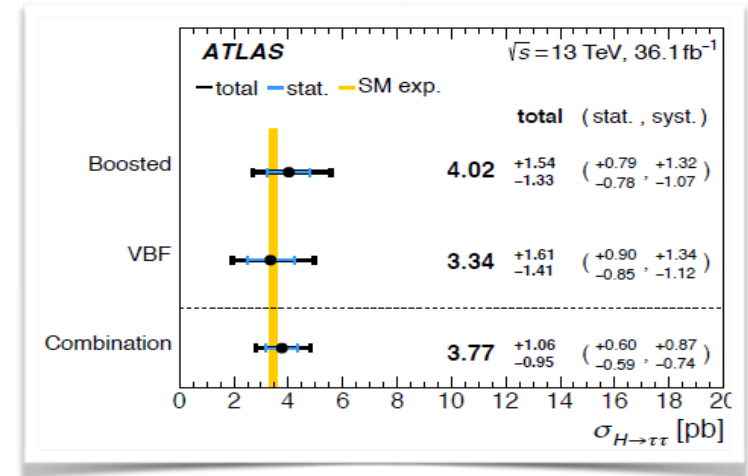 ATLAS √s = 13 TeV, 36.1 fb⁻¹
total stat. SM exp.
total ( stat. , syst. )
Boosted 4.02 +1.54 −1.33 ( +0.79 −0.78 , +1.32 −1.07 )
VBF 3.34 +1.61 −1.41 ( +0.90 −0.85 , +1.34 −1.12 )
Combination 3.77 +1.06 −0.95 ( +0.60 −0.59 , +0.87 −0.74 )
0 2 4 6 8 10 12 14 16 18 20
σ_H→ττ [pb]